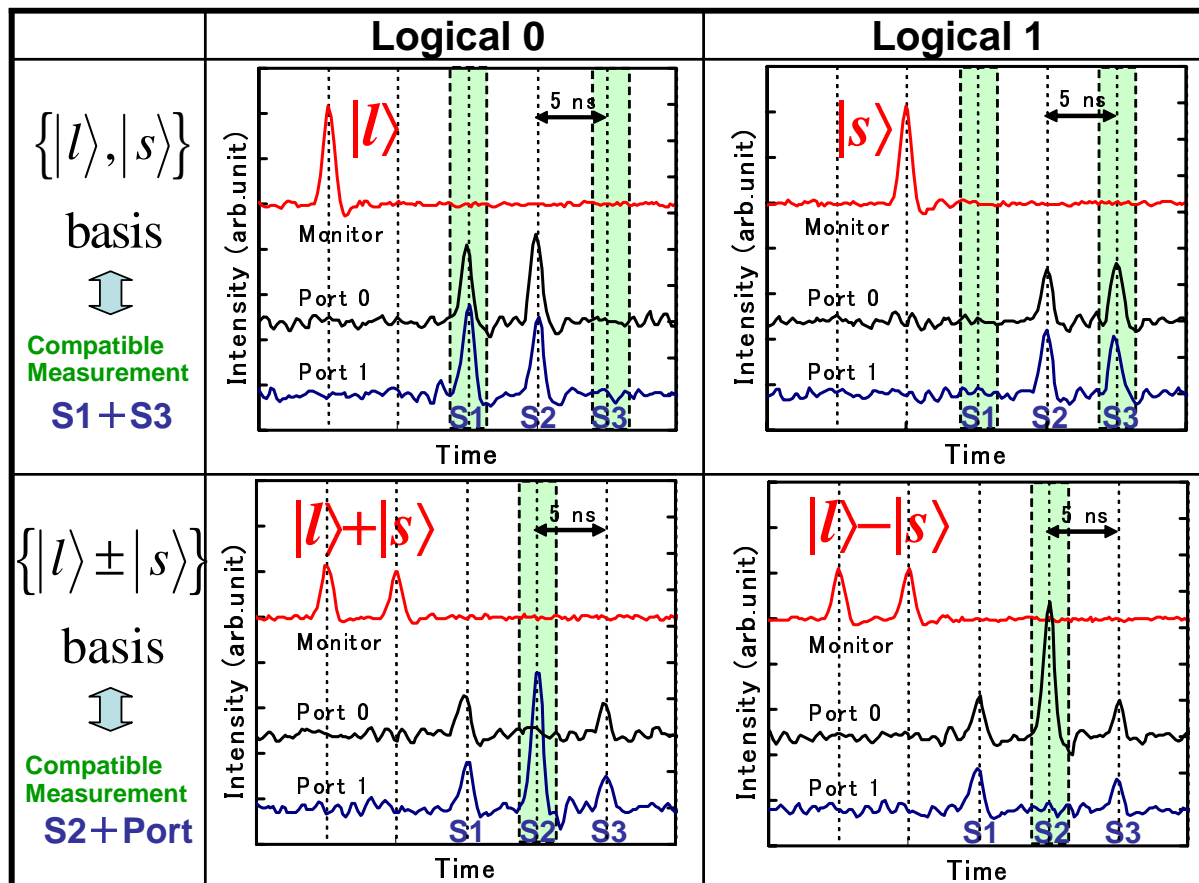 Logical 0
Logical 1
{|l⟩,|s⟩}
basis
Compatible
Measurement
S1+S3
Intensity (arb.unit)
|l⟩
5 ns
Monitor
Port 0
Port 1
S1 S2 S3
Time
Intensity (arb.unit)
|s⟩
5 ns
Monitor
Port 0
Port 1
S1 S2 S3
Time
{|l⟩±|s⟩}
basis
Compatible
Measurement
S2+Port
Intensity (arb.unit)
|l⟩+|s⟩
5 ns
Monitor
Port 0
Port 1
S1 S2 S3
Time
Intensity (arb.unit)
|l⟩−|s⟩
5 ns
Monitor
Port 0
Port 1
S1 S2 S3
Time